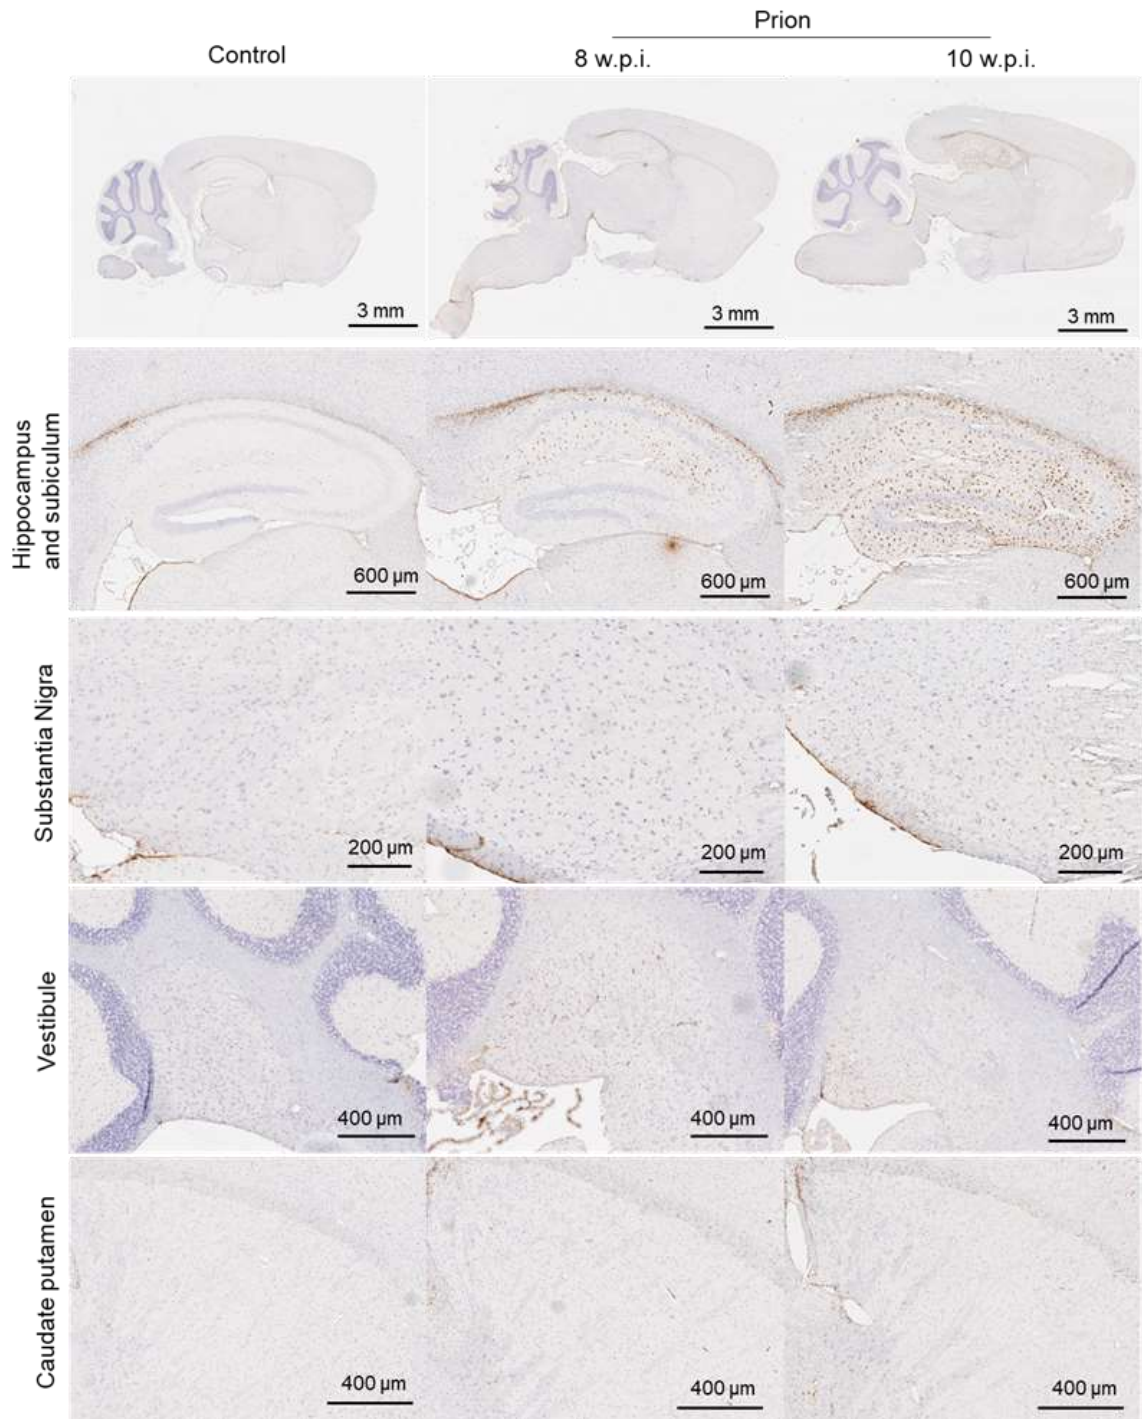 Prion
Control
8 w.p.i.
10 w.p.i.
3 mm
3 mm
3 mm
Hippocampus
and subiculum
600 µm
600 µm
600 µm
Substantia Nigra
200 µm
200 µm
200 µm
Vestibule
400 µm
400 µm
400 µm
Caudate putamen
400 µm
400 µm
400 µm